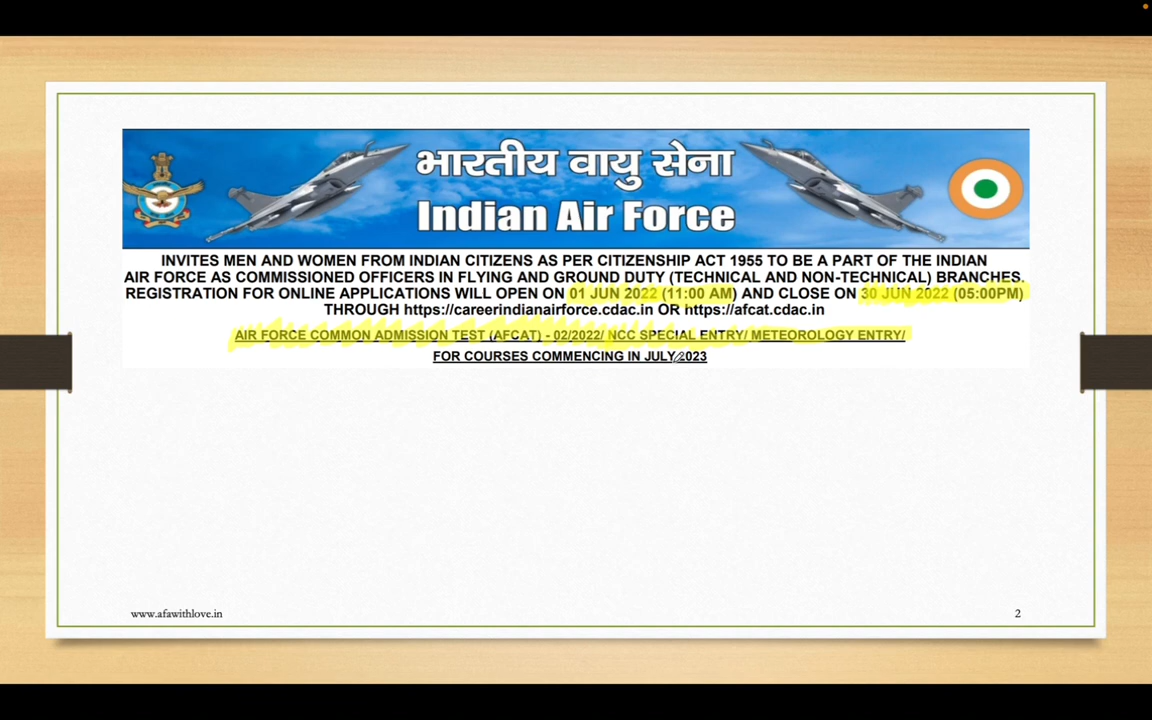 भारतीय वायु सेना
Indian Air Force
INVITES MEN AND WOMEN FROM INDIAN CITIZENS AS PER CITIZENSHIP ACT 1955 TO BE A PART OF THE INDIAN
AIR FORCE AS COMMISSIONED OFFICERS IN FLYING AND GROUND DUTY (TECHNICAL AND NON-TECHNICAL) BRANCHES.
REGISTRATION FOR ONLINE APPLICATIONS WILL OPEN ON 01 JUN 2022 (11:00 AM) AND CLOSE ON 30 JUN 2022 (05:00PM)
THROUGH https://careerindianairforce.cdac.in OR https://afcat.cdac.in
AIR FORCE COMMON ADMISSION TEST (AFCAT) - 02/2022/ NCC SPECIAL ENTRY/ METEOROLOGY ENTRY/
FOR COURSES COMMENCING IN JULY 2023
www.afawithlove.in
2